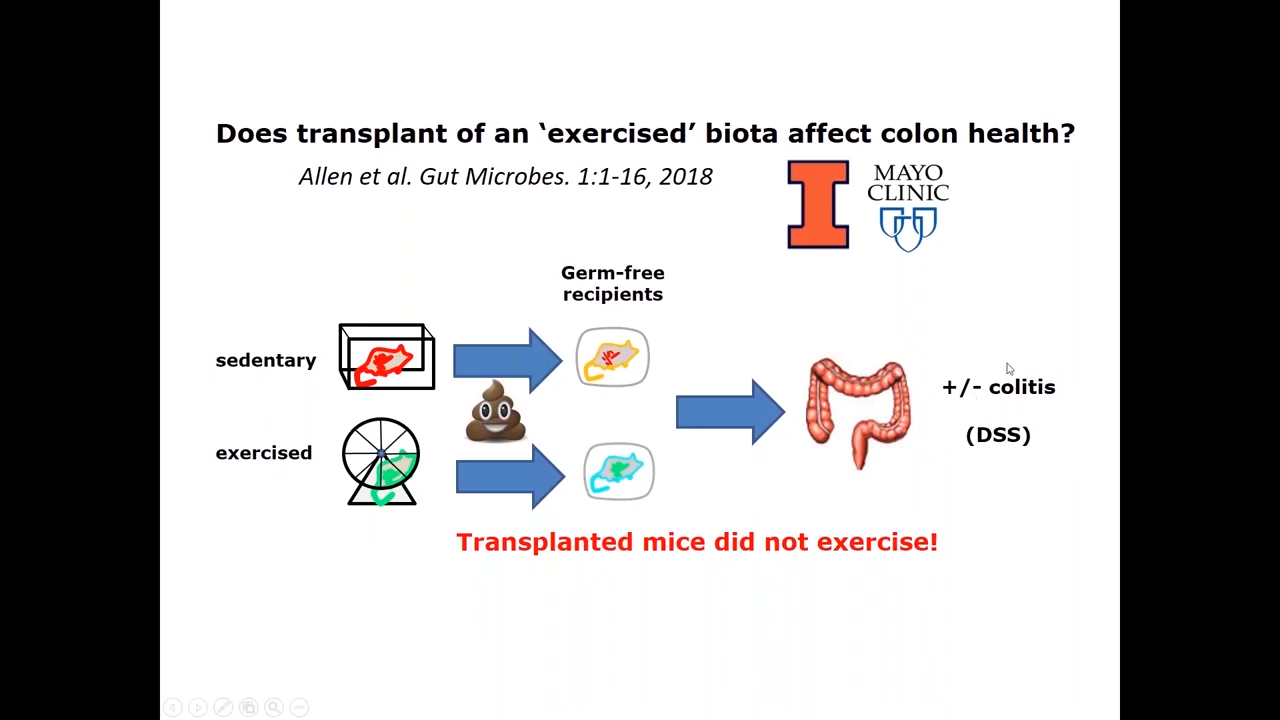 Does transplant of an ‘exercised’ biota affect colon health?
Allen et al. Gut Microbes. 1:1-16, 2018
MAYO
CLINIC
Germ-free
recipients
sedentary
+/- colitis
(DSS)
exercised
Transplanted mice did not exercise!